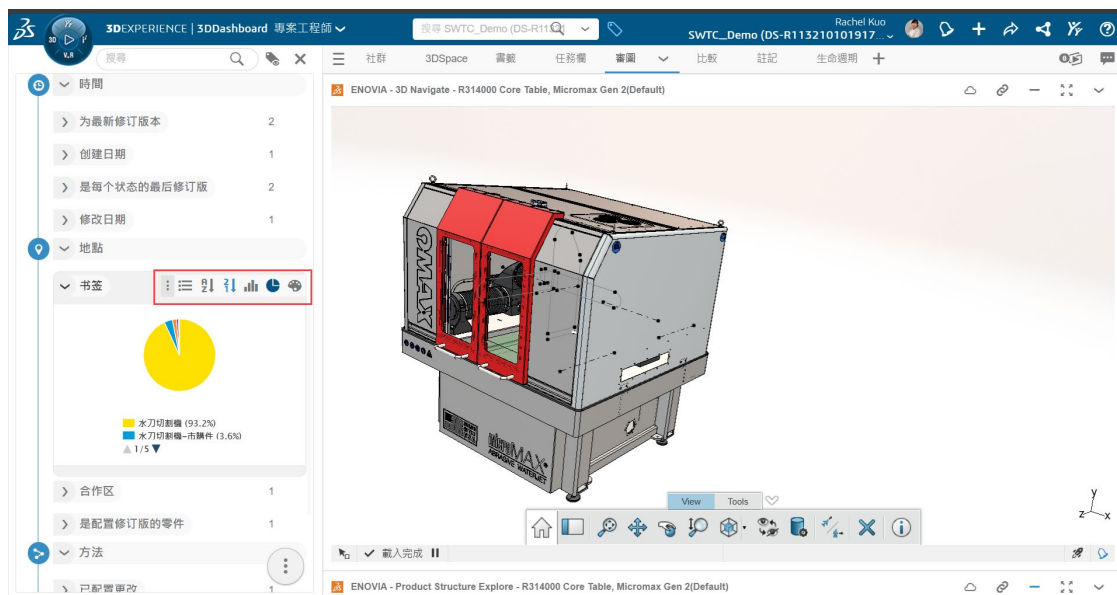 3DEXPERIENCE | 3DDashboard 專案工程師
搜尋 SWTC_Demo (DS-R11321
Rachel Kuo
SWTC_Demo (DS-R113210101917...
3D
V.R
搜尋
社群
3DSpace
書籤
任務欄
審圖
比較
註記
生命週期
時間
为最新修订版本 2
创建日期 1
是每个状态的最后修订版 2
修改日期 1
地點
书签
水刀切割機 (93.2%)
水刀切割機-市購件 (3.6%)
1/5
合作区 1
是配置修订版的零件 1
方法
已配置更改 1
ENOVIA - 3D Navigate - R314000 Core Table, Micromax Gen 2(Default)
OMAX
MICROMAX
ABRASIVE WATERJET
View
Tools
y
z
x
載入完成
ENOVIA - Product Structure Explore - R314000 Core Table, Micromax Gen 2(Default)